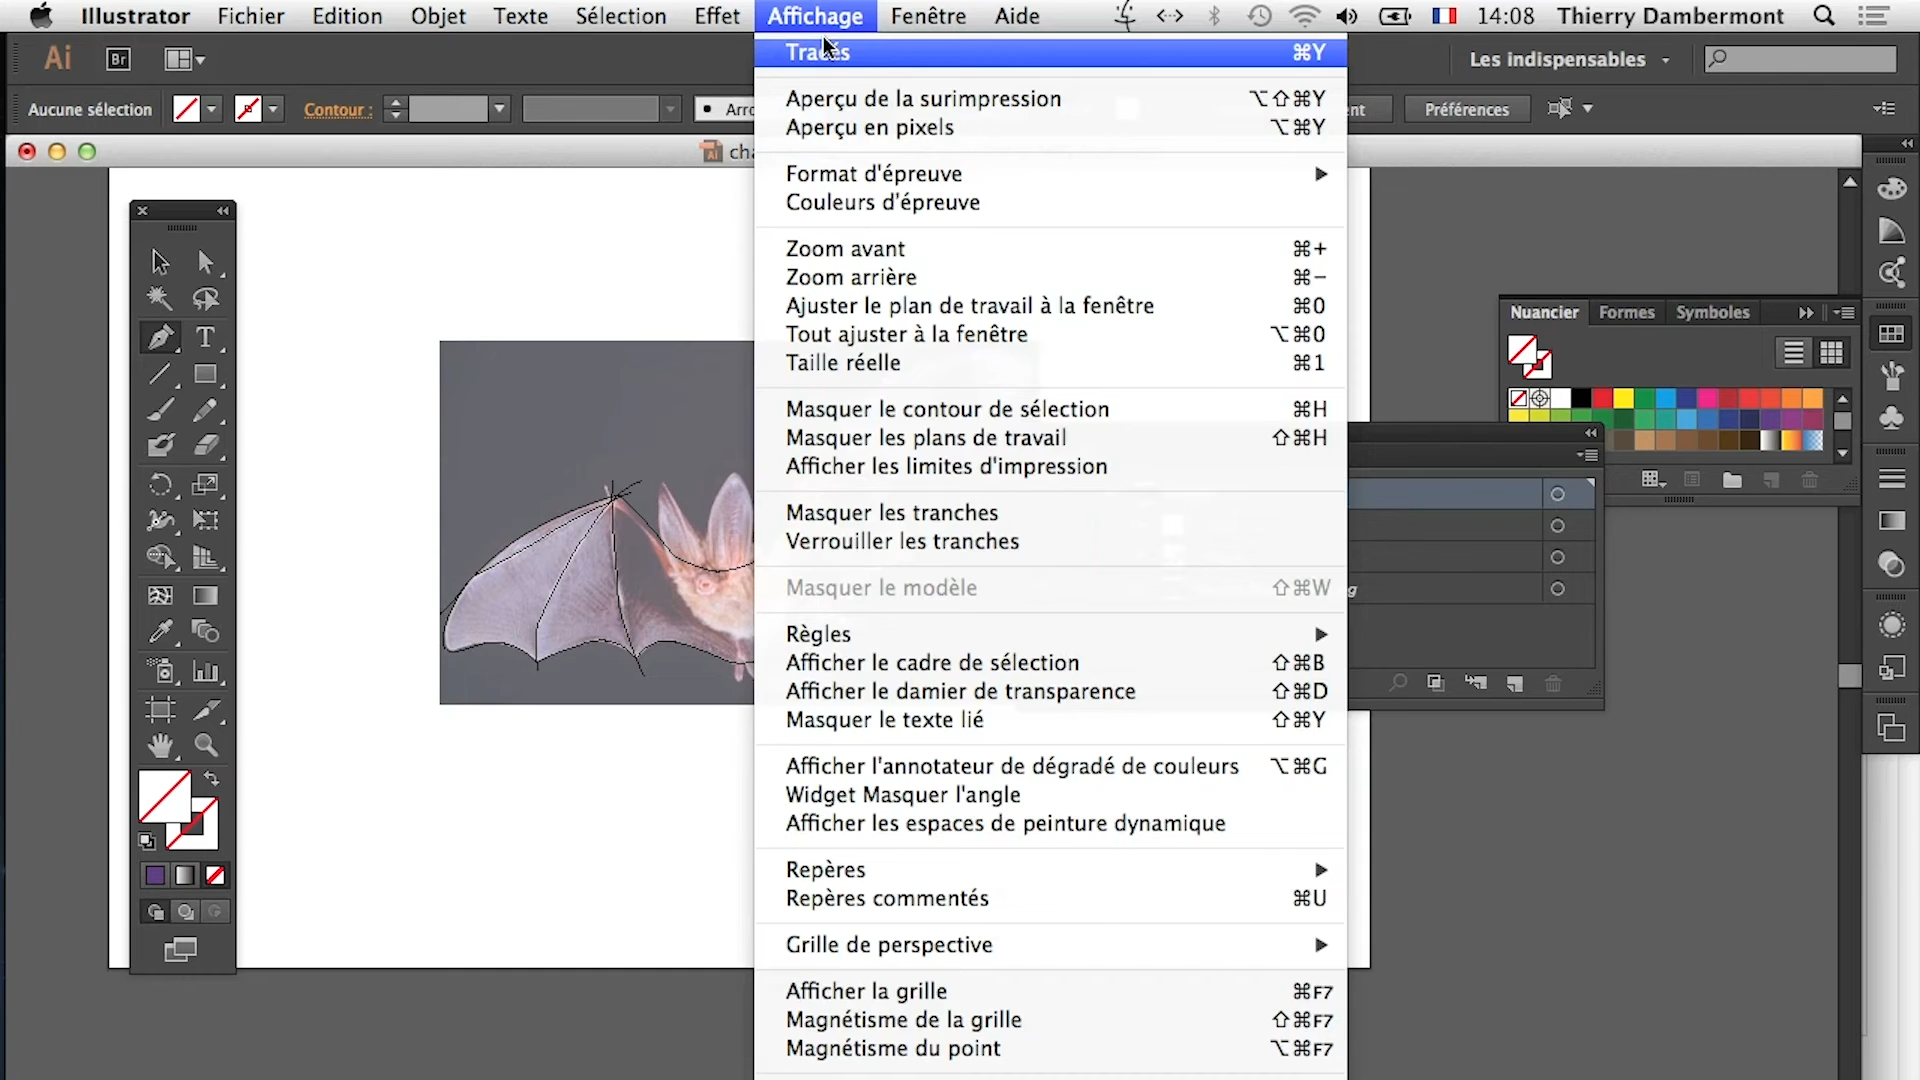 Illustrator Fichier Edition Objet Texte Sélection Effet Affichage Fenêtre Aide 14:08 Thierry Dambermont
Ai Br Les indispensables
Aucune sélection Contour : Préférences
Tracés ⌘Y
Aperçu de la surimpression ⌥⇧⌘Y
Aperçu en pixels ⌥⌘Y
Format d'épreuve
Couleurs d'épreuve
Zoom avant ⌘+
Zoom arrière ⌘−
Ajuster le plan de travail à la fenêtre ⌘0
Tout ajuster à la fenêtre ⌥⌘0
Taille réelle ⌘1
Masquer le contour de sélection ⌘H
Masquer les plans de travail ⇧⌘H
Afficher les limites d'impression
Masquer les tranches
Verrouiller les tranches
Masquer le modèle ⇧⌘W
Règles
Afficher le cadre de sélection ⇧⌘B
Afficher le damier de transparence ⇧⌘D
Masquer le texte lié ⇧⌘Y
Afficher l'annotateur de dégradé de couleurs ⌥⌘G
Widget Masquer l'angle
Afficher les espaces de peinture dynamique
Repères
Repères commentés ⌘U
Grille de perspective
Afficher la grille ⌘F7
Magnétisme de la grille ⇧⌘F7
Magnétisme du point ⌥⌘F7
Nuancier Formes Symboles